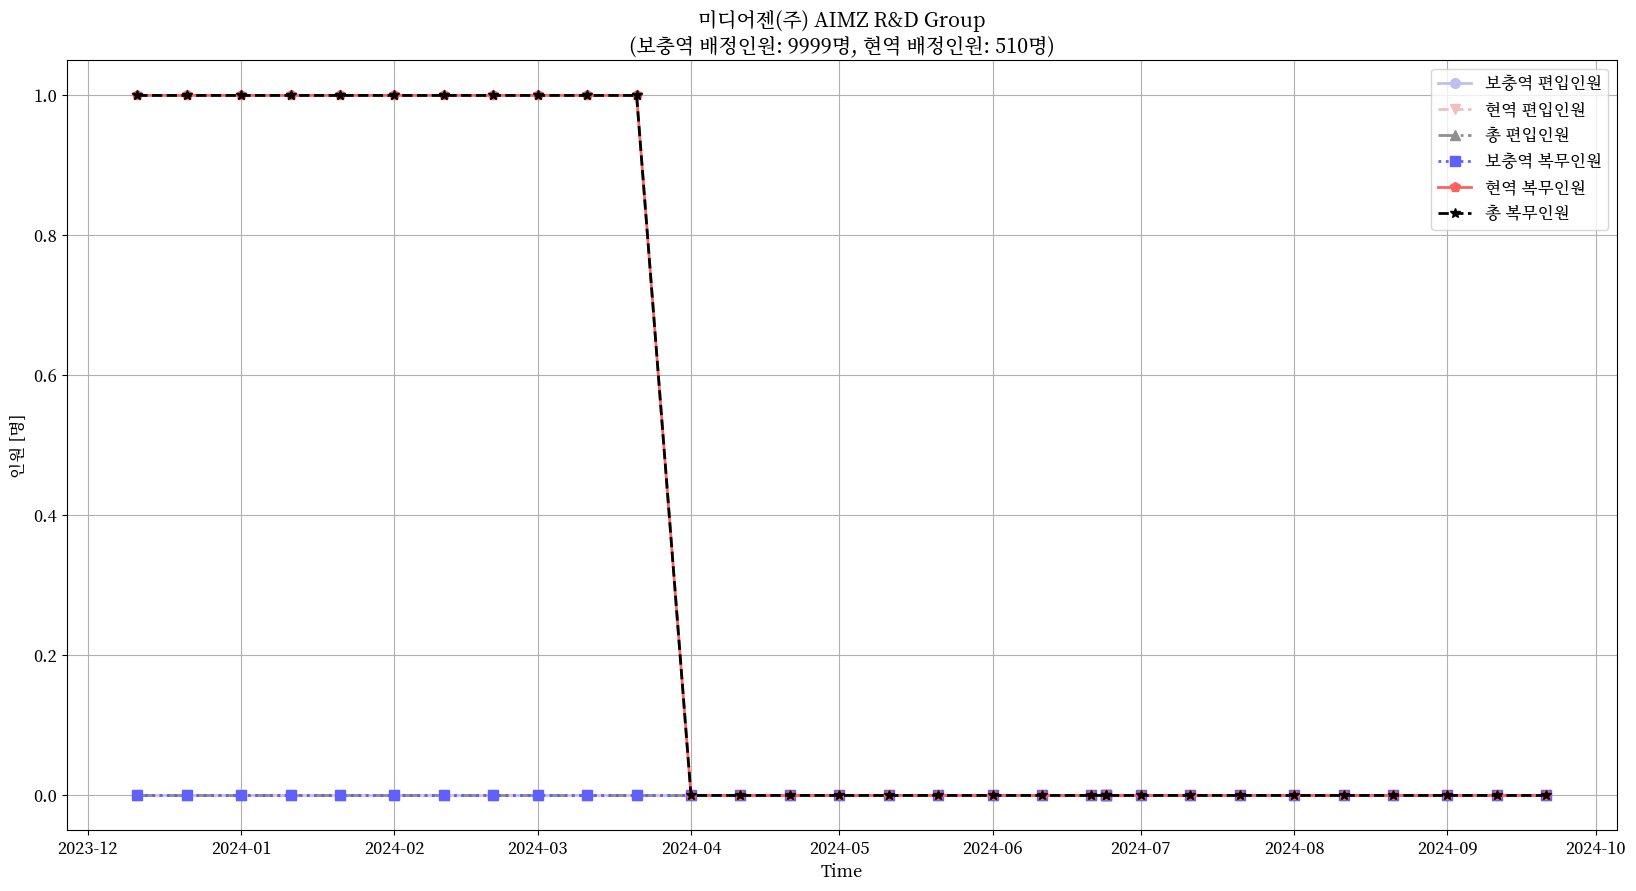 미디어젠(주) AIMZ R&D Group
(보충역 배정인원: 9999명, 현역 배정인원: 510명)
보충역 편입인원
현역 편입인원
총 편입인원
보충역 복무인원
현역 복무인원
총 복무인원
인원 [명]
1.0
0.8
0.6
0.4
0.2
0.0
2023-12 2024-01 2024-02 2024-03 2024-04 2024-05 2024-06 2024-07 2024-08 2024-09 2024-10
Time